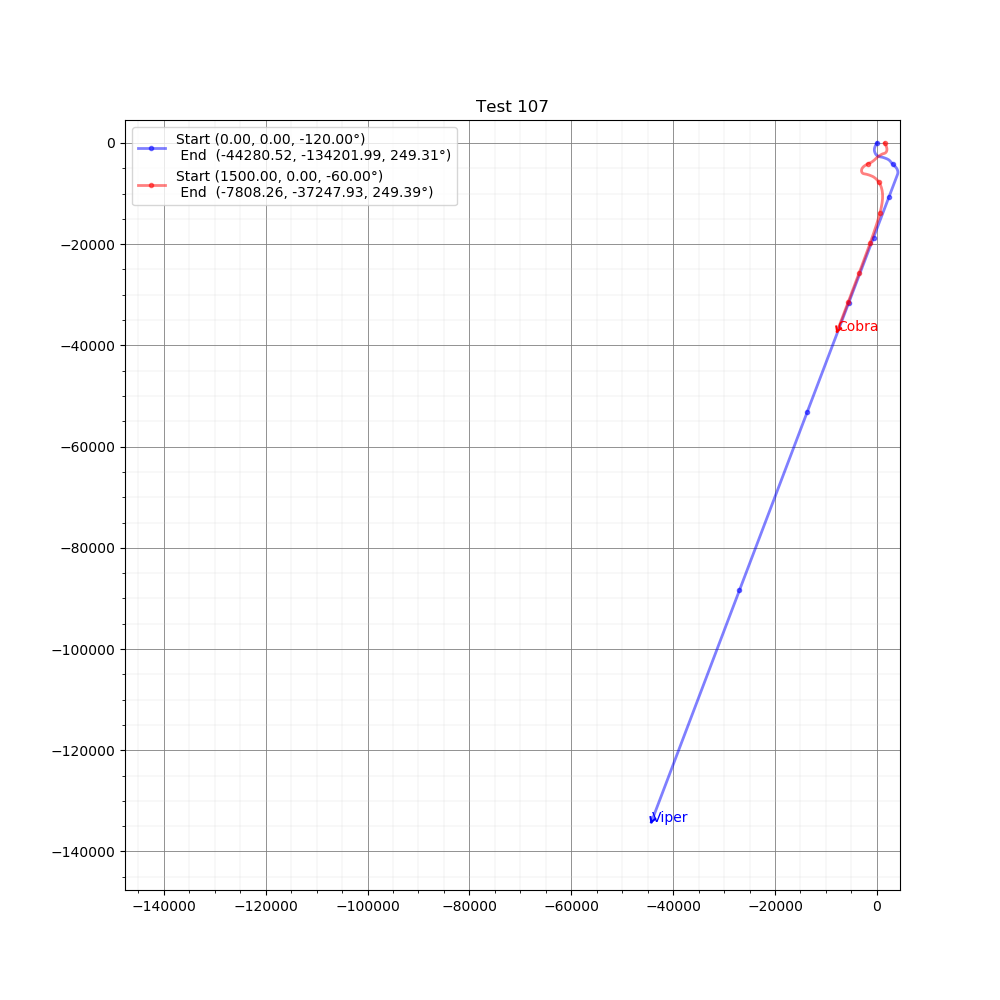 Test 107
Start (0.00, 0.00, -120.00°)
End  (-44280.52, -134201.99, 249.31°)
Start (1500.00, 0.00, -60.00°)
End  (-7808.26, -37247.93, 249.39°)
0
−20000
−40000
−60000
−80000
−100000
−120000
−140000
Cobra
Viper
−140000 −120000 −100000 −80000 −60000 −40000 −20000 0